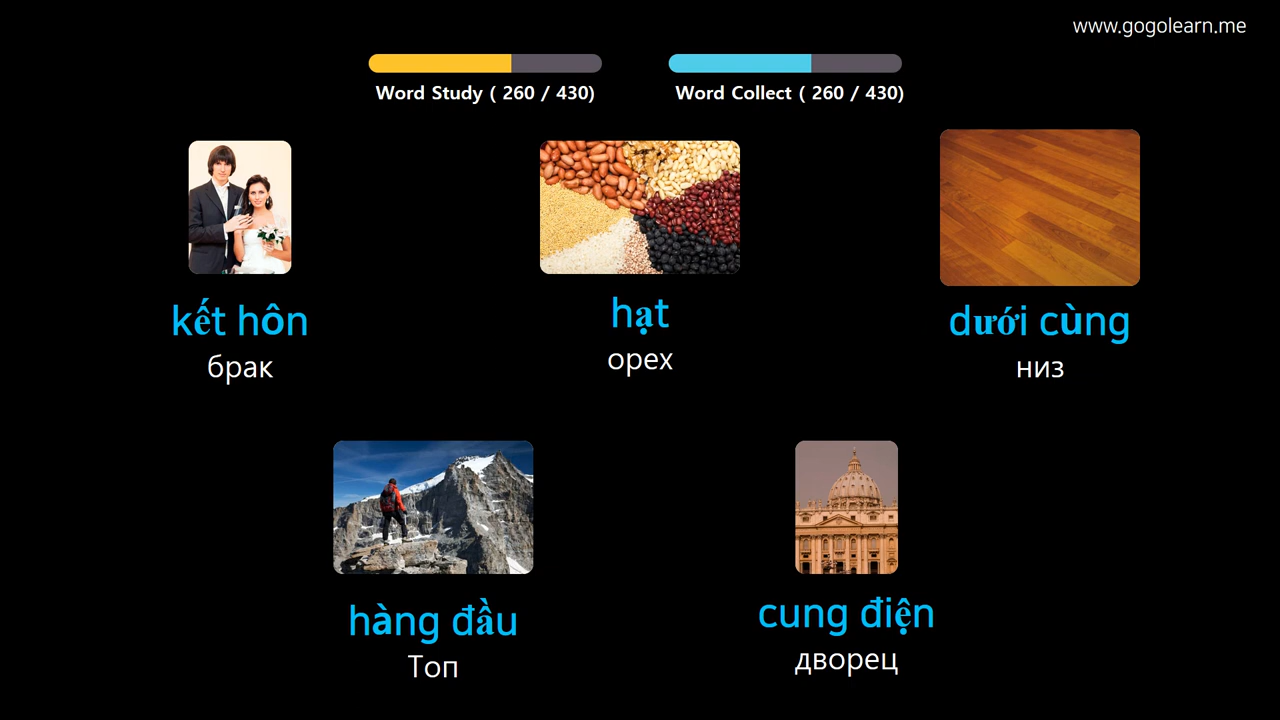 www.gogolearn.me
Word Study ( 260 / 430)
Word Collect ( 260 / 430)
kết hôn
брак
hạt
орех
dưới cùng
низ
hàng đầu
Топ
cung điện
дворец